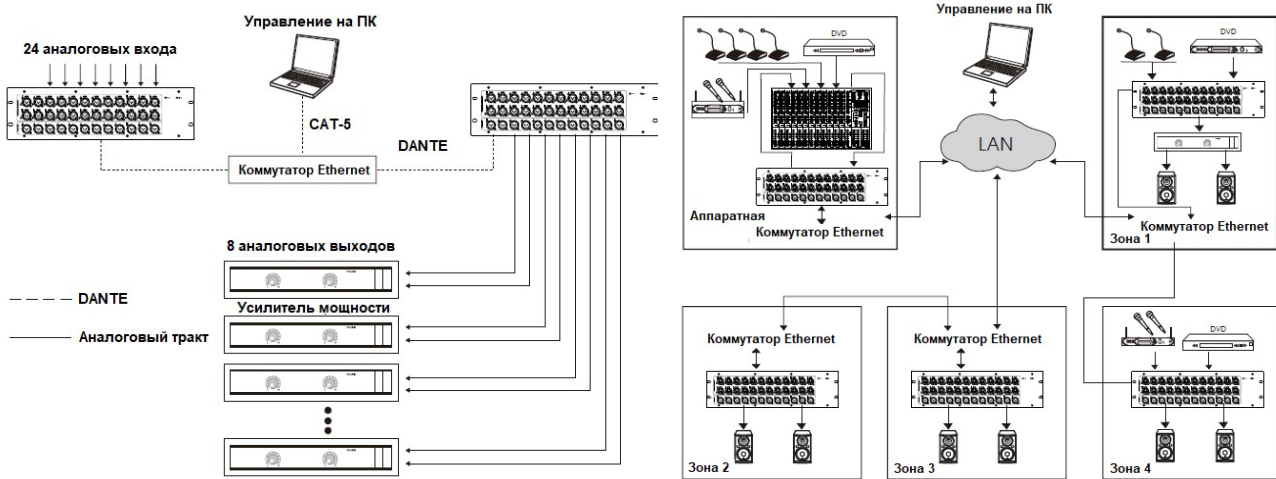 Управление на ПК
24 аналоговых входа
CAT-5
DANTE
Коммутатор Ethernet
8 аналоговых выходов
Усилитель мощности
DANTE
Аналоговый тракт
Управление на ПК
DVD
LAN
Аппаратная
Коммутатор Ethernet
DVD
Коммутатор Ethernet
Зона 1
Коммутатор Ethernet
Зона 2
Коммутатор Ethernet
Зона 3
DVD
Зона 4